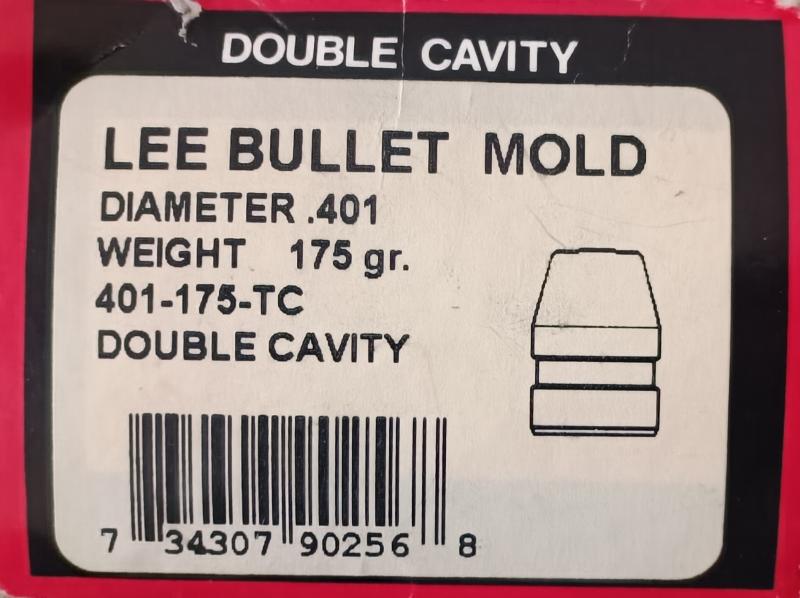 DOUBLE CAVITY
LEE BULLET MOLD
DIAMETER .401
WEIGHT 175 gr.
401-175-TC
DOUBLE CAVITY
7 34307 90256 8